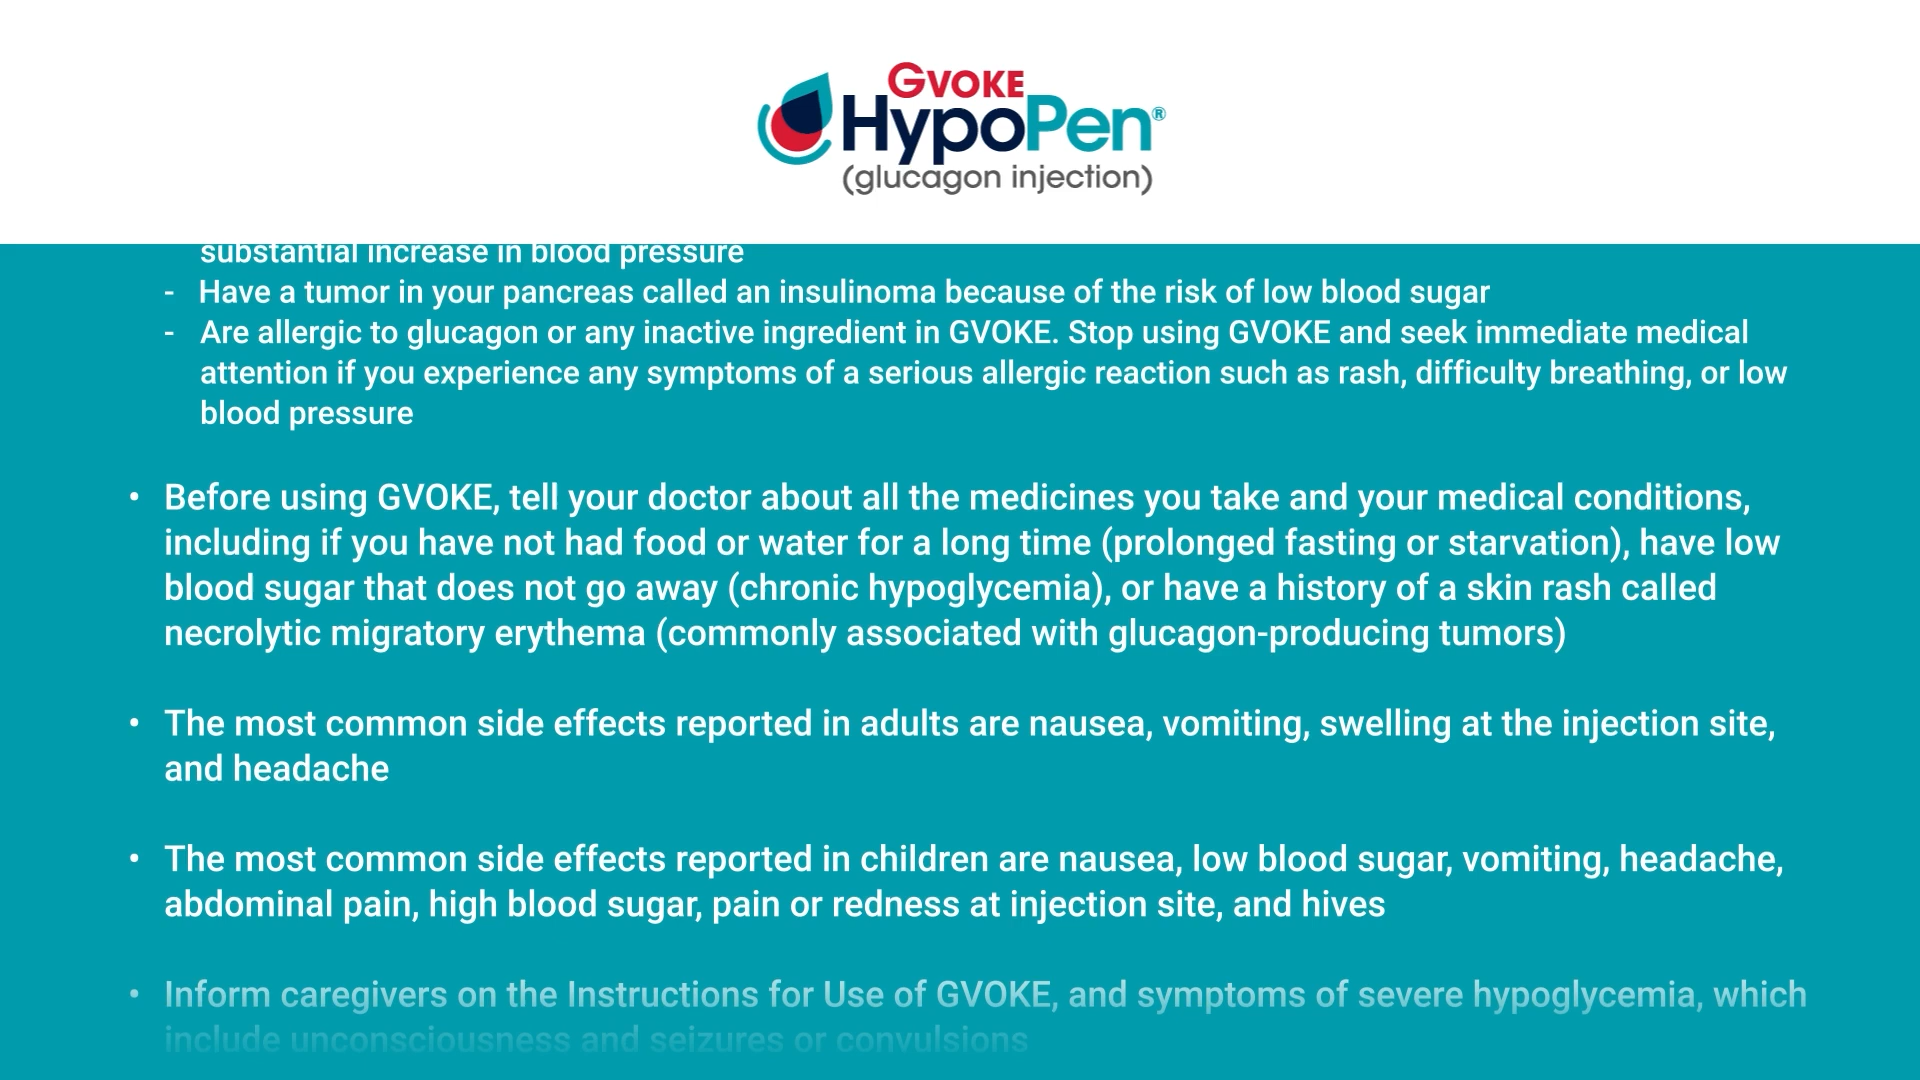 GVOKE
HypoPen®
(glucagon injection)
substantial increase in blood pressure
- Have a tumor in your pancreas called an insulinoma because of the risk of low blood sugar
- Are allergic to glucagon or any inactive ingredient in GVOKE. Stop using GVOKE and seek immediate medical
attention if you experience any symptoms of a serious allergic reaction such as rash, difficulty breathing, or low
blood pressure
• Before using GVOKE, tell your doctor about all the medicines you take and your medical conditions,
including if you have not had food or water for a long time (prolonged fasting or starvation), have low
blood sugar that does not go away (chronic hypoglycemia), or have a history of a skin rash called
necrolytic migratory erythema (commonly associated with glucagon-producing tumors)
• The most common side effects reported in adults are nausea, vomiting, swelling at the injection site,
and headache
• The most common side effects reported in children are nausea, low blood sugar, vomiting, headache,
abdominal pain, high blood sugar, pain or redness at injection site, and hives
• Inform caregivers on the Instructions for Use of GVOKE, and symptoms of severe hypoglycemia, which
include unconsciousness and seizures or convulsions